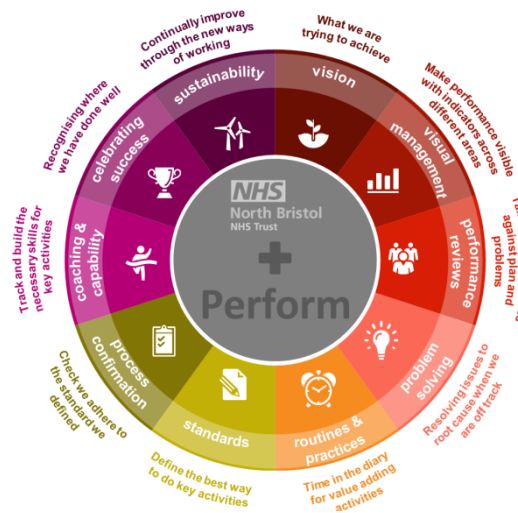 What we are
trying to achieve
vision
Make performance visible
with indicators across
different areas
visual
management
against plan and
problems
performance
reviews
Resolving issues to
root cause when we
are off track
problem
solving
Time in the diary
for value adding
activities
routines &
practices
Define the best way
to do key activities
standards
Check we adhere to
the standard we
defined
process
confirmation
Track and build the
necessary skills for
key activities
coaching &
capability
Recognising where
we have done well
celebrating
success
Continually improve
through the new ways
of working
sustainability
NHS
North Bristol
NHS Trust
+
Perform